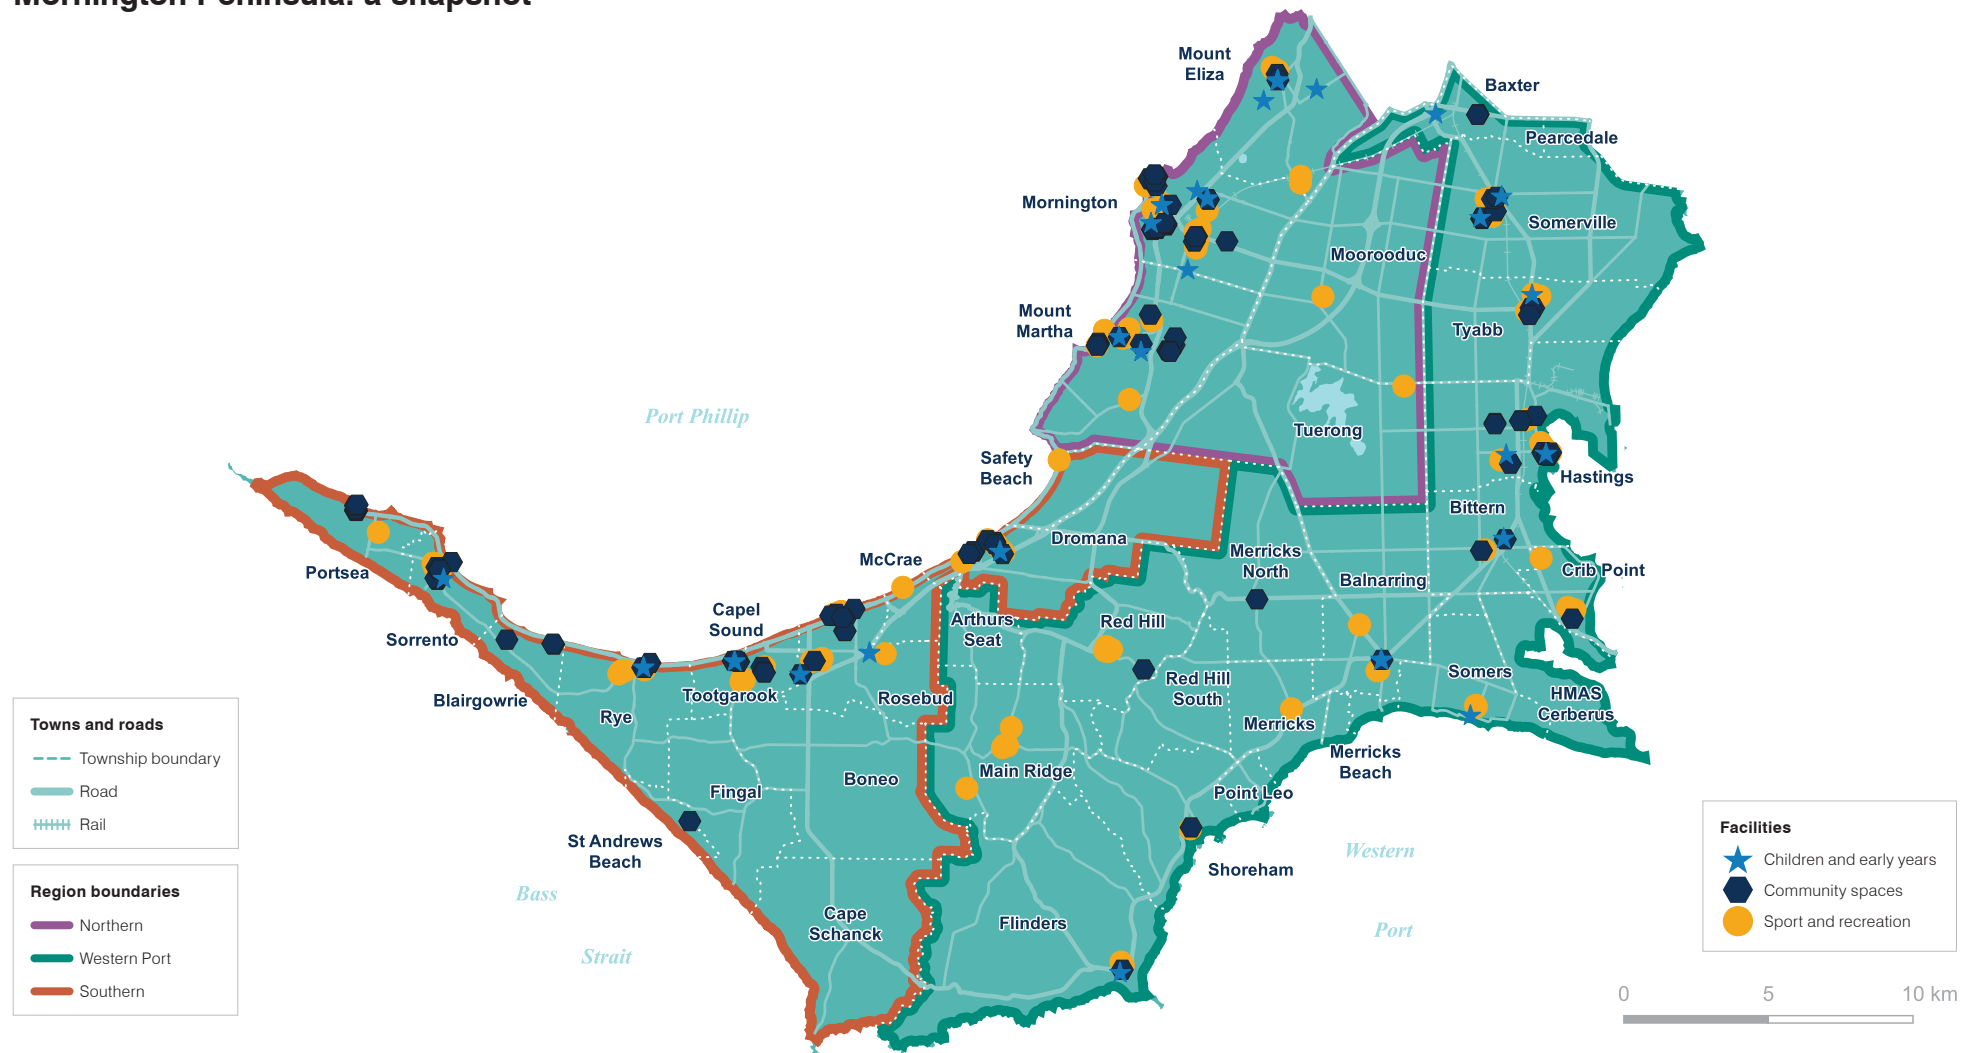 Mornington Peninsula: a snapshot
Mount
Eliza
Baxter
Pearcedale
Mornington
Somerville
Moorooduc
Mount
Martha
Tyabb
Port Phillip
Tuerong
Safety
Beach
Hastings
Bittern
Dromana
McCrae
Merricks
North
Portsea
Balnarring
Crib Point
Capel
Sound
Arthurs
Seat
Red Hill
Sorrento
Red Hill
South
Somers
Blairgowrie
Tootgarook
Rosebud
HMAS
Cerberus
Rye
Merricks
Merricks
Beach
Main Ridge
Boneo
Fingal
Point Leo
St Andrews
Beach
Shoreham
Western
Port
Bass
Strait
Cape
Schanck
Flinders
Towns and roads
Township boundary
Road
Rail
Region boundaries
Northern
Western Port
Southern
Facilities
Children and early years
Community spaces
Sport and recreation
0 5 10 km